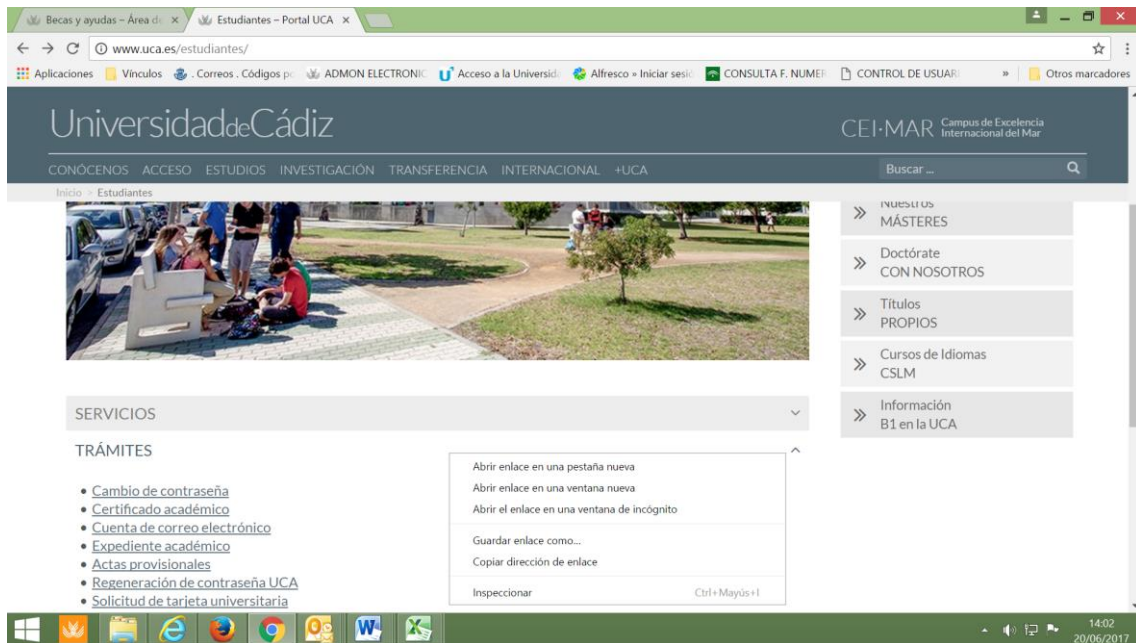 Becas y ayudas – Área de
Estudiantes – Portal UCA
www.uca.es/estudiantes/
Aplicaciones Vínculos . Correos . Códigos po ADMON ELECTRONIC Acceso a la Universid Alfresco » Iniciar sesió CONSULTA F. NUMER CONTROL DE USUARI » Otros marcadores
UniversidaddeCádiz
CEI·MAR Campus de Excelencia
Internacional del Mar
CONÓCENOS ACCESO ESTUDIOS INVESTIGACIÓN TRANSFERENCIA INTERNACIONAL +UCA
Buscar ...
Inicio > Estudiantes
Nuestros
MÁSTERES
Doctórate
CON NOSOTROS
Títulos
PROPIOS
Cursos de Idiomas
CSLM
Información
B1 en la UCA
SERVICIOS
TRÁMITES
• Cambio de contraseña
• Certificado académico
• Cuenta de correo electrónico
• Expediente académico
• Actas provisionales
• Regeneración de contraseña UCA
• Solicitud de tarjeta universitaria
Abrir enlace en una pestaña nueva
Abrir enlace en una ventana nueva
Abrir el enlace en una ventana de incógnito
Guardar enlace como...
Copiar dirección de enlace
Inspeccionar Ctrl+Mayús+I
14:02
20/06/2017